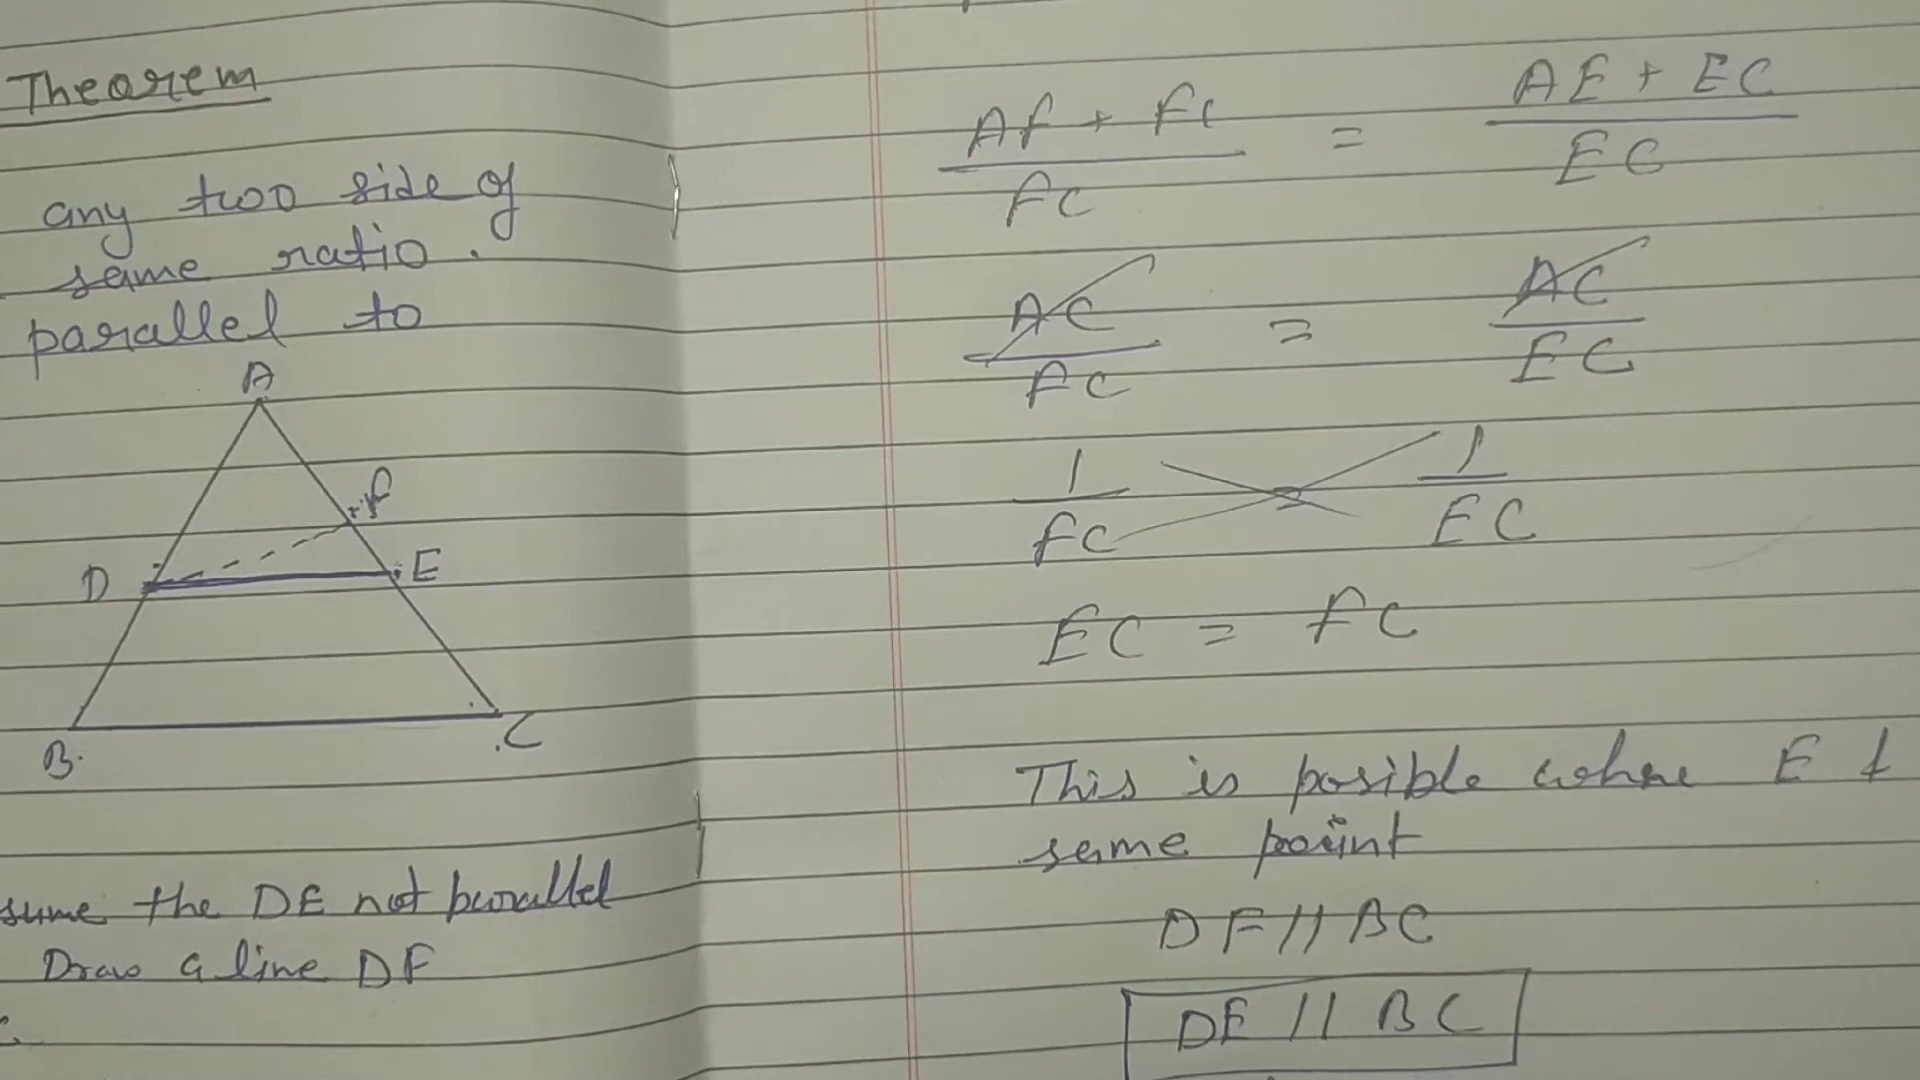 Theorem
any two side of
same ratio.
parallel to
A
F
D
E
B
C
sume the DE not parallel
Draw a line DF
AF + FC = AE + EC
FC EC
AC = AC
FC EC
1 = 1
FC EC
EC = FC
This is posible E
same point
DF // BC
DE // BC